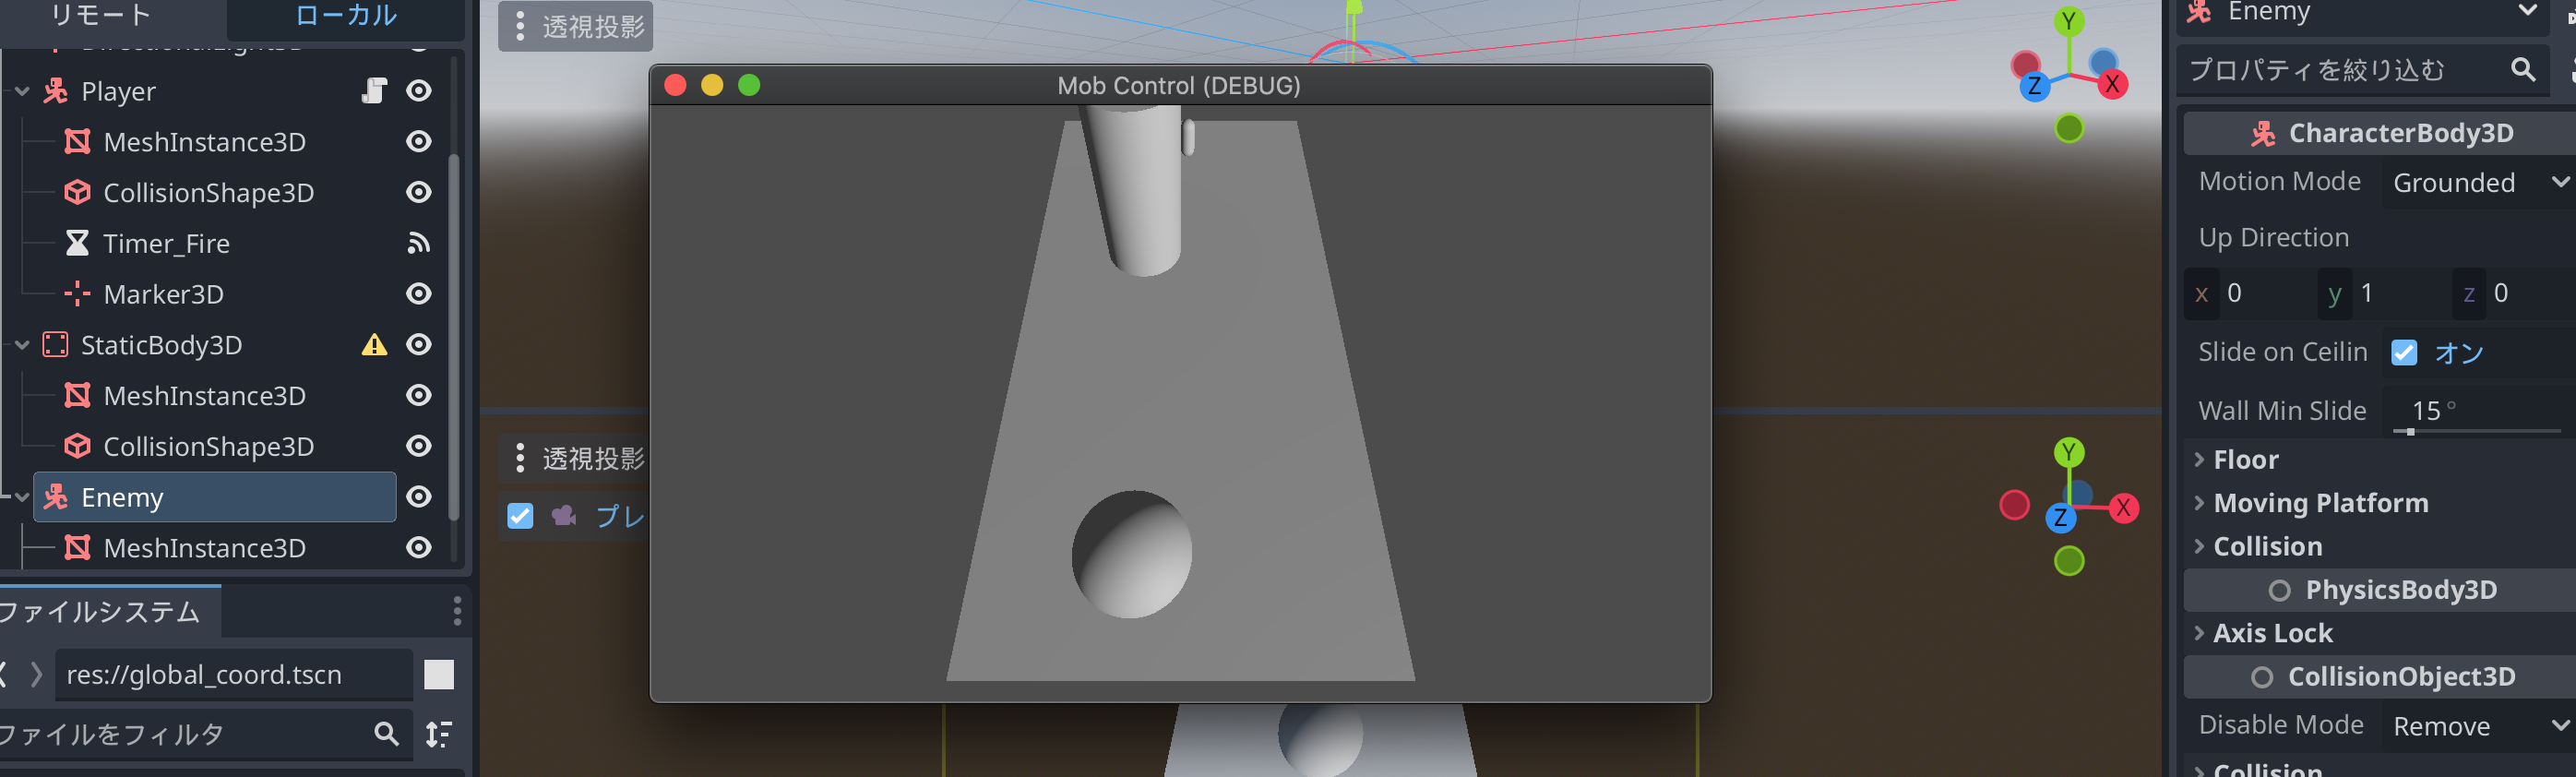 リモート
ローカル
DirectionalLight3D
Player
MeshInstance3D
CollisionShape3D
Timer_Fire
Marker3D
StaticBody3D
MeshInstance3D
CollisionShape3D
Enemy
MeshInstance3D
ファイルシステム
res://global_coord.tscn
ファイルをフィルタ
透視投影
Y
Z
X
Mob Control (DEBUG)
透視投影
プレ
Y
Z
X
Enemy
プロパティを絞り込む
CharacterBody3D
Motion Mode
Grounded
Up Direction
x 0
y 1
z 0
Slide on Ceilin
オン
Wall Min Slide
15 °
Floor
Moving Platform
Collision
PhysicsBody3D
Axis Lock
CollisionObject3D
Disable Mode
Remove
Collision